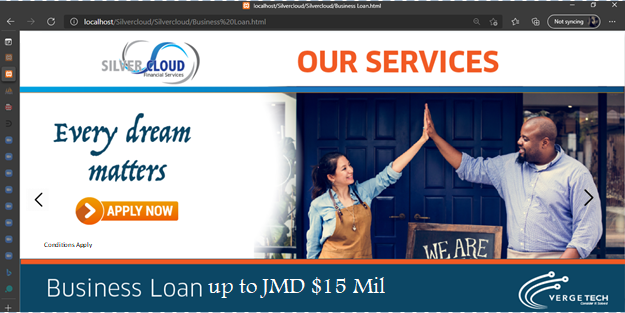 localhost/Silvercloud/Silvercloud/Business Loan.html
localhost/Silvercloud/Silvercloud/Business%20Loan.html
Not syncing
SILVER CLOUD
Financial Services
OUR SERVICES
Every dream
matters
APPLY NOW
Conditions Apply
WE ARE
Business Loan up to JMD $15 Mil
VERGE TECH